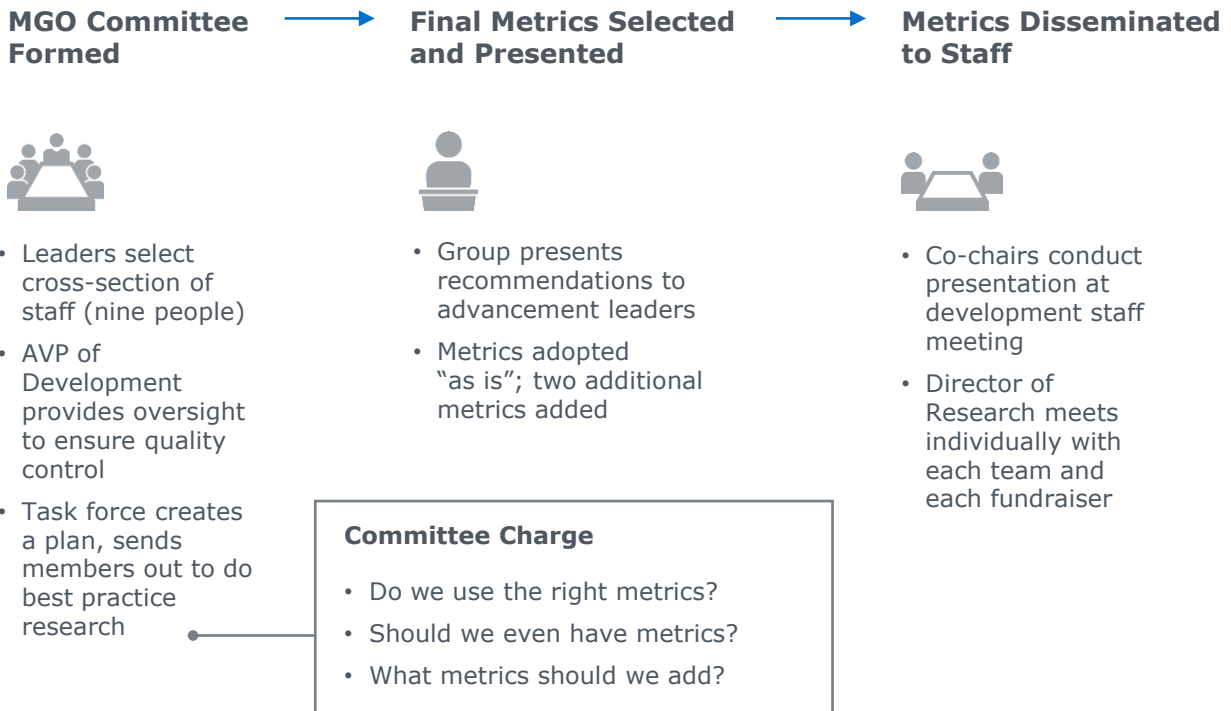 MGO Committee
Formed
Final Metrics Selected
and Presented
Metrics Disseminated
to Staff
• Leaders select
cross-section of
staff (nine people)
• AVP of
Development
provides oversight
to ensure quality
control
• Task force creates
a plan, sends
members out to do
best practice
research
• Group presents
recommendations to
advancement leaders
• Metrics adopted
“as is”; two additional
metrics added
• Co-chairs conduct
presentation at
development staff
meeting
• Director of
Research meets
individually with
each team and
each fundraiser
Committee Charge
• Do we use the right metrics?
• Should we even have metrics?
• What metrics should we add?